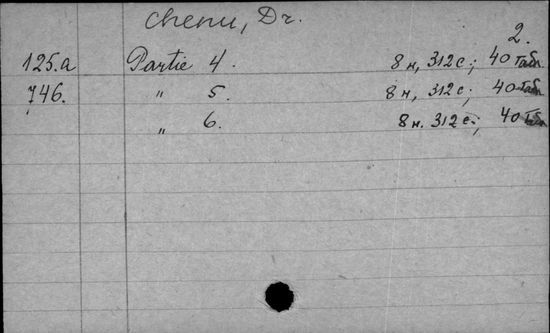 Chenu, Dr.
2.
125.a Partie 4. 8 н, 312 с; 40 Табл.
746. „ 5. 8 н, 312 с; 40 Табл.
„ 6. 8 н. 312 с; 40 Табл.